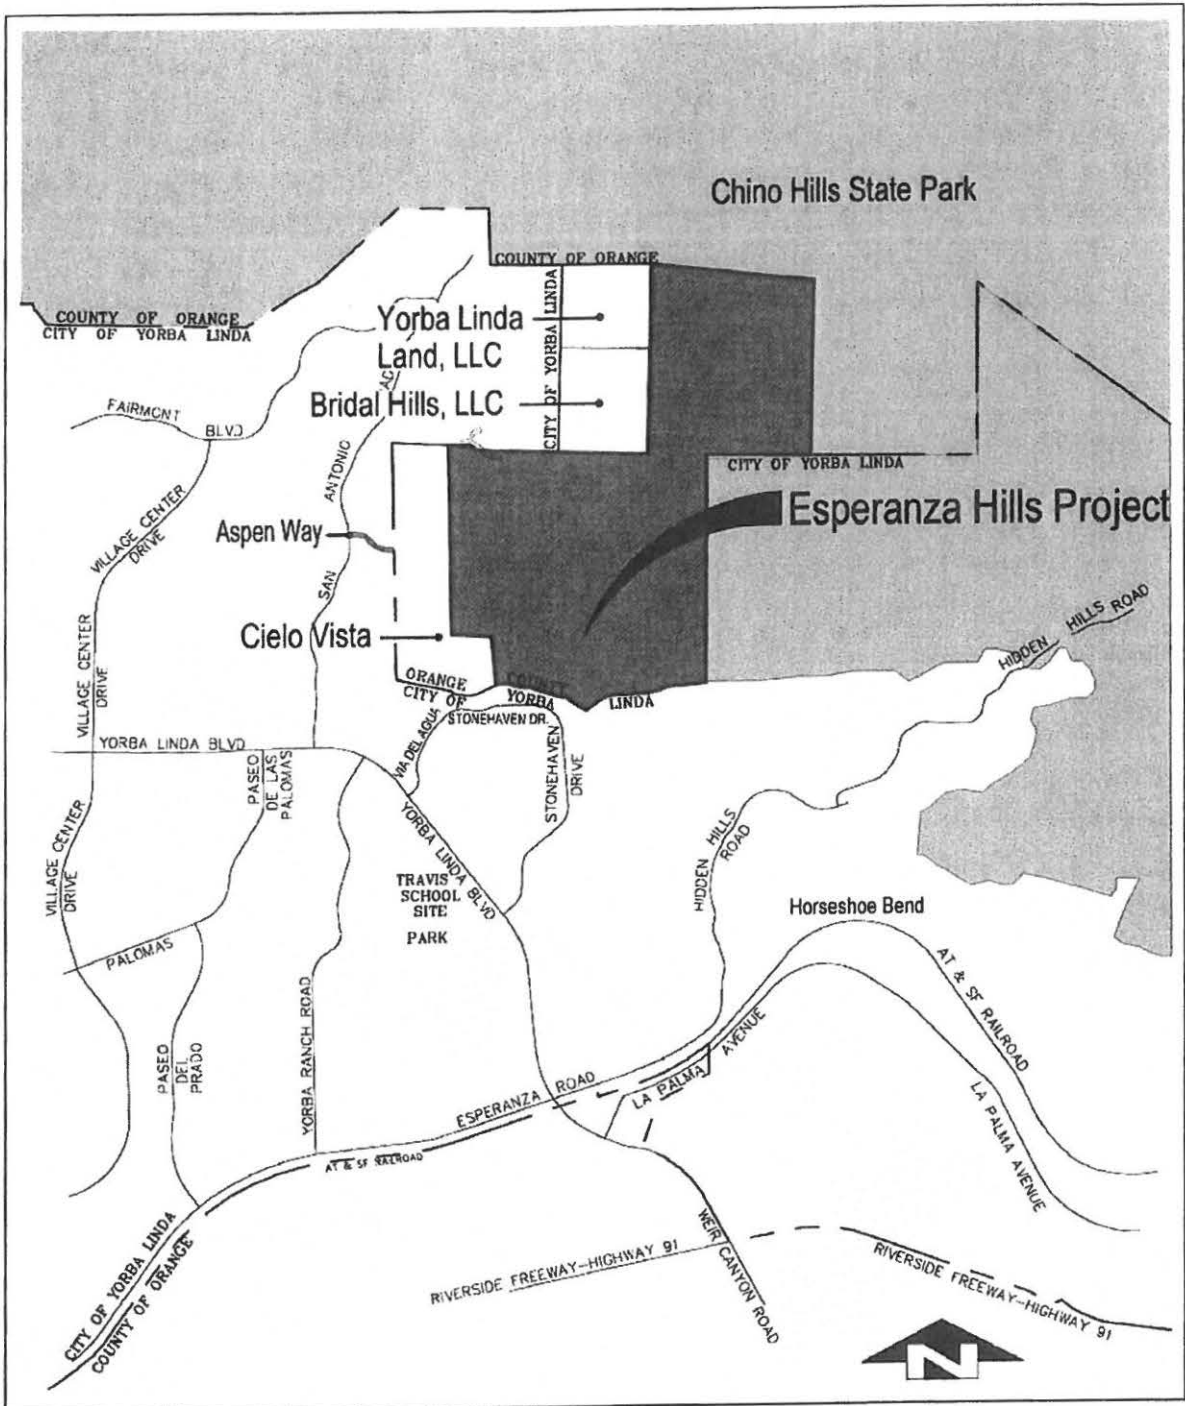 Chino Hills State Park
COUNTY OF ORANGE
COUNTY OF ORANGE
CITY OF YORBA LINDA
CITY OF YORBA LINDA
Yorba Linda
Land, LLC
Bridal Hills, LLC
CITY OF YORBA LINDA
FAIRMONT
BLVD
SAN
ANTONIO
VILLAGE CENTER
DRIVE
Aspen Way
Esperanza Hills Project
Cielo Vista
VILLAGE CENTER
DRIVE
ORANGE
COUNTY
CITY OF
YORBA
LINDA
STONEHAVEN DR.
HIDDEN HILLS ROAD
VIA DEL AGUA
STONEHAVEN
DRIVE
YORBA LINDA BLVD
PASEO
DE LAS
PALOMAS
YORBA LINDA BLVD
VILLAGE CENTER
DRIVE
HIDDEN HILLS
ROAD
TRAVIS
SCHOOL
SITE
PARK
Horseshoe Bend
PALOMAS
AT & SF RAILROAD
YORBA RANCH ROAD
PASEO
DEL
PRADO
ESPERANZA ROAD
LA PALMA
AVENUE
LA PALMA AVENUE
AT & SF RAILROAD
CITY OF YORBA LINDA
COUNTY OF ORANGE
WEIR CANYON ROAD
RIVERSIDE FREEWAY-HIGHWAY 91
RIVERSIDE FREEWAY-HIGHWAY 91
N